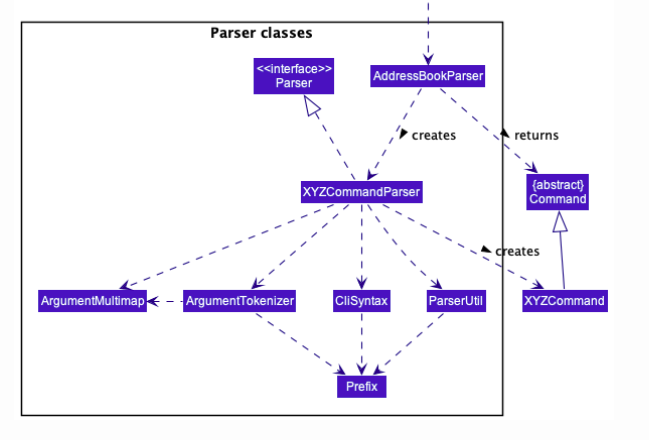 Parser classes
<<interface>>
Parser
AddressBookParser
creates
returns
{abstract}
Command
XYZCommandParser
creates
ArgumentMultimap
ArgumentTokenizer
CliSyntax
ParserUtil
XYZCommand
Prefix